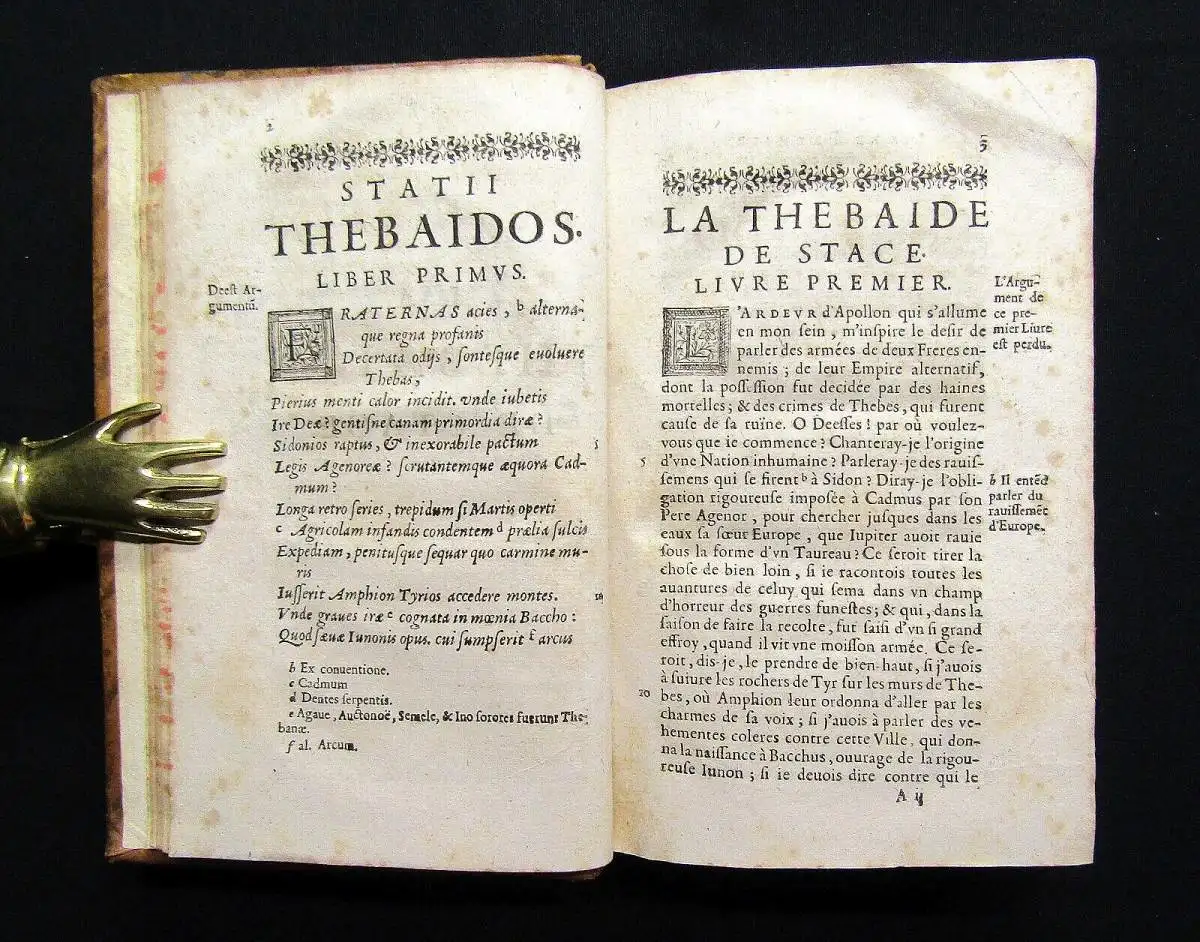 2
STATII
THEBAIDOS.
LIBER PRIMVS.
Deeſt Ar-
gumentũ.
FRATERNAS acies, b alterna-
que regna profanis
Decertata odijs, ſonteſque euoluere
Thebas,
Pierius menti calor incidit. vnde iubetis
Ire Deæ? gentiſne canam primordia diræ?
Sidonios raptus, & inexorabile pactum
5
Legis Agenoreæ? ſcrutantemque æquora Cad-
mum?
Longa retro ſeries, trepidum ſi Martis operti
c Agricolam infandis condentem d prælia ſulcis
Expediam, penituſque ſequar quo carmine mu-
ris
Iuſſerit Amphion Tyrios accedere montes.
10
Vnde graues iræ e cognata in mœnia Baccho:
Quod ſæuæ Iunonis opus. cui ſumpſerit f arcus
b Ex conuentione.
c Cadmum
d Dentes ſerpentis.
e Agaue, Auctonoë, Semele, & Ino ſorores fuerunt The-
banæ.
f al. Arcum.
3
LA THEBAIDE
DE STACE.
LIVRE PREMIER.
L'Argu-
ment de
ce pre-
mier Liure
eſt perdu.
L'ARDEVR d'Apollon qui s'allume
en mon ſein, m'inſpire le deſir de
parler des armées de deux Freres en-
nemis; de leur Empire alternatif,
dont la poſſeſſion fut decidée par des haines
mortelles; & des crimes de Thebes, qui furent
cauſe de ſa ruïne. O Deeſſes! par où voulez-
vous que ie commence? Chanteray-je l'origine
5
d'vne Nation inhumaine? Parleray-je des rauiſ-
ſemens qui ſe firent b à Sidon? Diray-je l'obli-
gation rigoureuſe impoſée à Cadmus par ſon
Pere Agenor, pour chercher juſques dans les
eaux ſa ſœur Europe, que Iupiter auoit rauie
ſous la forme d'vn Taureau? Ce ſeroit tirer la
choſe de bien loin, ſi ie racontois toutes les
auantures de celuy qui ſema dans vn champ
d'horreur des guerres funeſtes; & qui, dans la
ſaiſon de faire la recolte, fut ſaiſi d'vn ſi grand
effroy, quand il vit vne moiſſon armée. Ce ſe-
roit, dis-je, le prendre de bien-haut, ſi j'auois
à ſuiure les rochers de Tyr ſur les murs de The-
20
bes, où Amphion leur ordonna d'aller par les
charmes de ſa voix; ſi j'auois à parler des ve-
hementes coleres contre cette Ville, qui don-
na la naiſſance à Bacchus, ouurage de la rigou-
reuſe Iunon; ſi ie deuois dire contre qui le
b Il entẽd
parler du
rauiſſemẽt
d'Europe.
A ij